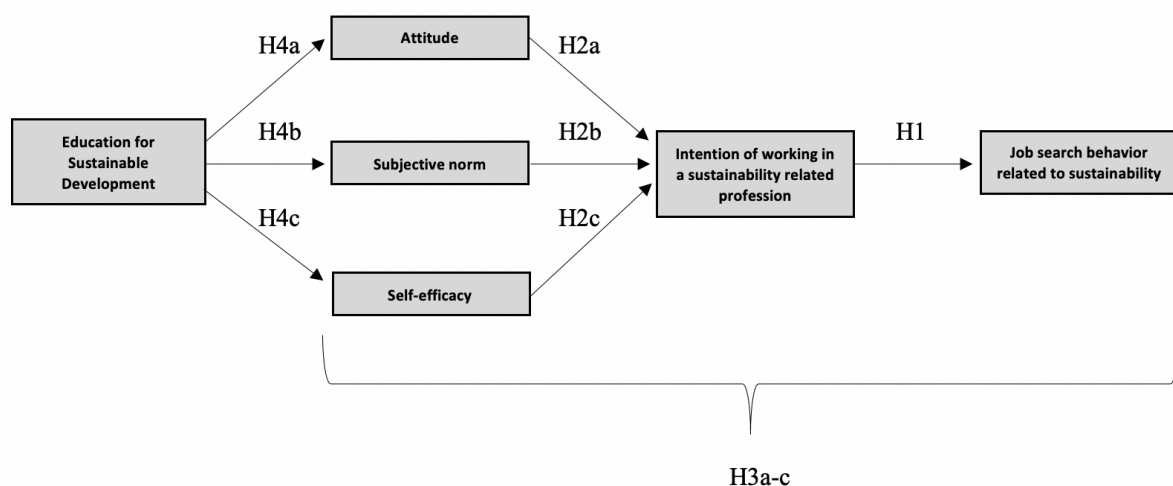 H4a
Attitude
H2a
Education for
Sustainable
Development
H4b
Subjective norm
H2b
Intention of working in
a sustainability related
profession
H1
Job search behavior
related to sustainability
H4c
Self-efficacy
H2c
H3a-c